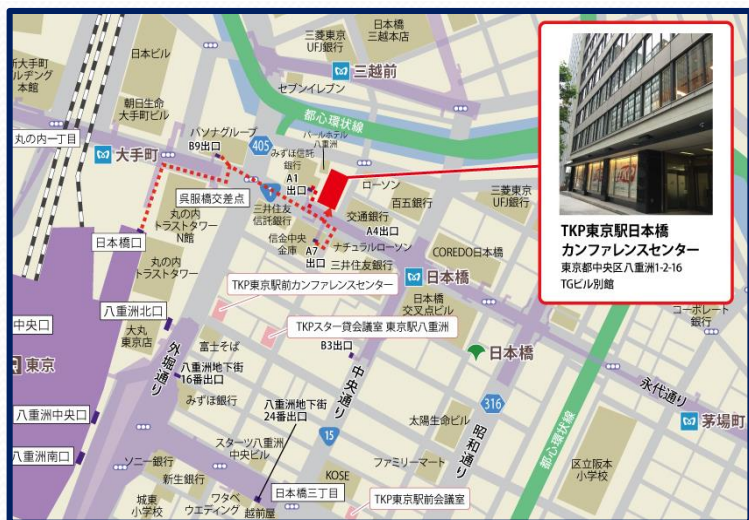 日本橋
三越本店
三菱東京
UFJ銀行
日本ビル
新大手町
ビルヂング
本館
三越前
セブンイレブン
朝日生命
大手町ビル
都心環状線
丸の内一丁目
パソナグループ
B9出口
405
パールホテル
八重洲
みずほ信託
銀行
大手町
A1
出口
ローソン
呉服橋交差点
三井住友
信託銀行
百五銀行
三菱東京
UFJ銀行
丸の内
トラストタワー
N館
交通銀行
A4出口
日本橋口
信金中央
金庫
A7
出口
ナチュラルローソン
COREDO日本橋
三井住友銀行
丸の内
トラストタワー
日本橋
TKP東京駅前カンファレンスセンター
八重洲北口
日本橋
交叉点ビル
コーポレート
銀行
中央口
大丸
東京店
TKPスター貸会議室 東京駅八重洲
富士そば
B3出口
日本橋
東京
外堀通り
八重洲地下街
16番出口
中央通り
永代通り
みずほ銀行
316
茅場町
八重洲中央口
八重洲地下街
24番出口
太陽生命ビル
昭和通り
都心環状線
15
八重洲南口
スターツ八重洲
中央ビル
ソニー銀行
ファミリーマート
区立阪本
小学校
新生銀行
KOSE
日本橋三丁目
城東
小学校
ワタベ
ウエディング
越前屋
TKP東京駅前会議室
TKP東京駅日本橋
カンファレンスセンター
東京都中央区八重洲1-2-16
TGビル別館